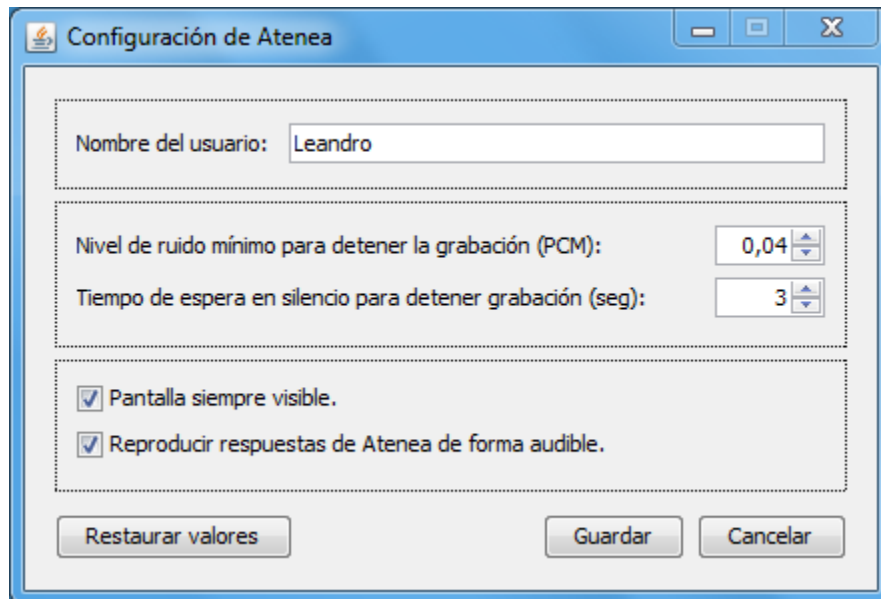 Configuración de Atenea
Nombre del usuario: Leandro
Nivel de ruido mínimo para detener la grabación (PCM): 0,04
Tiempo de espera en silencio para detener grabación (seg): 3
Pantalla siempre visible.
Reproducir respuestas de Atenea de forma audible.
Restaurar valores Guardar Cancelar